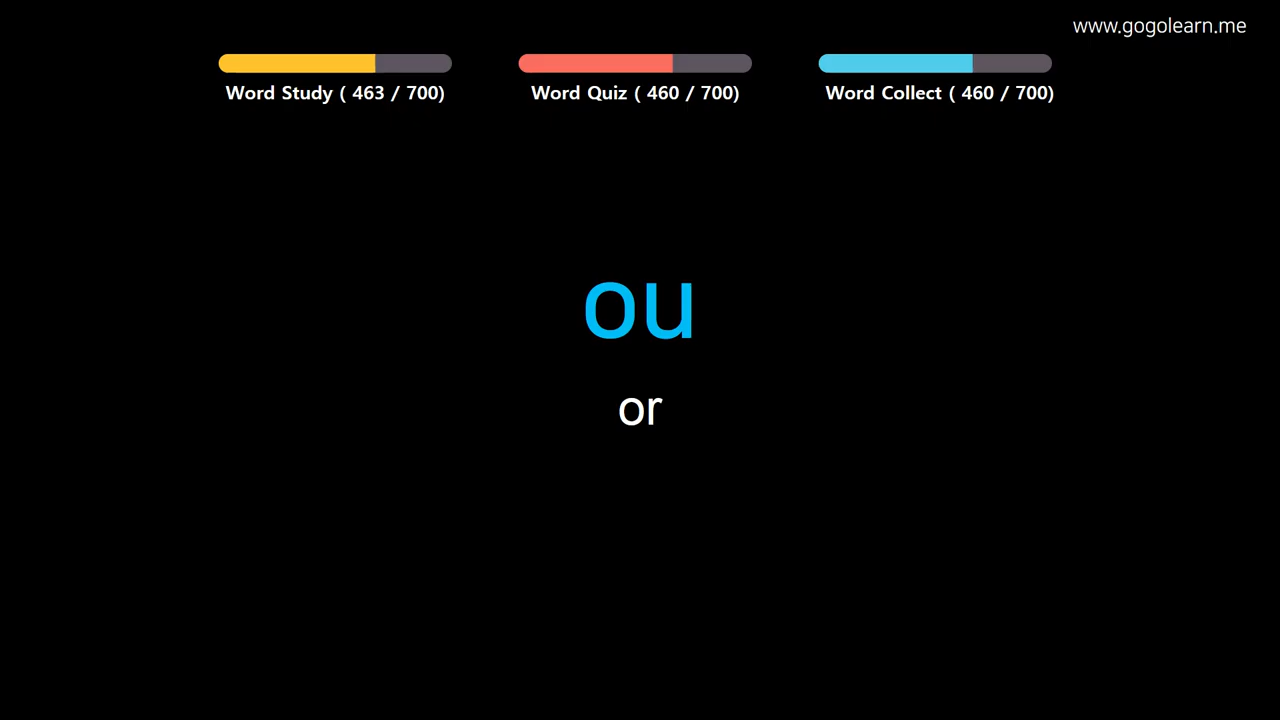 www.gogolearn.me
Word Study ( 463 / 700)
Word Quiz ( 460 / 700)
Word Collect ( 460 / 700)
ou
or